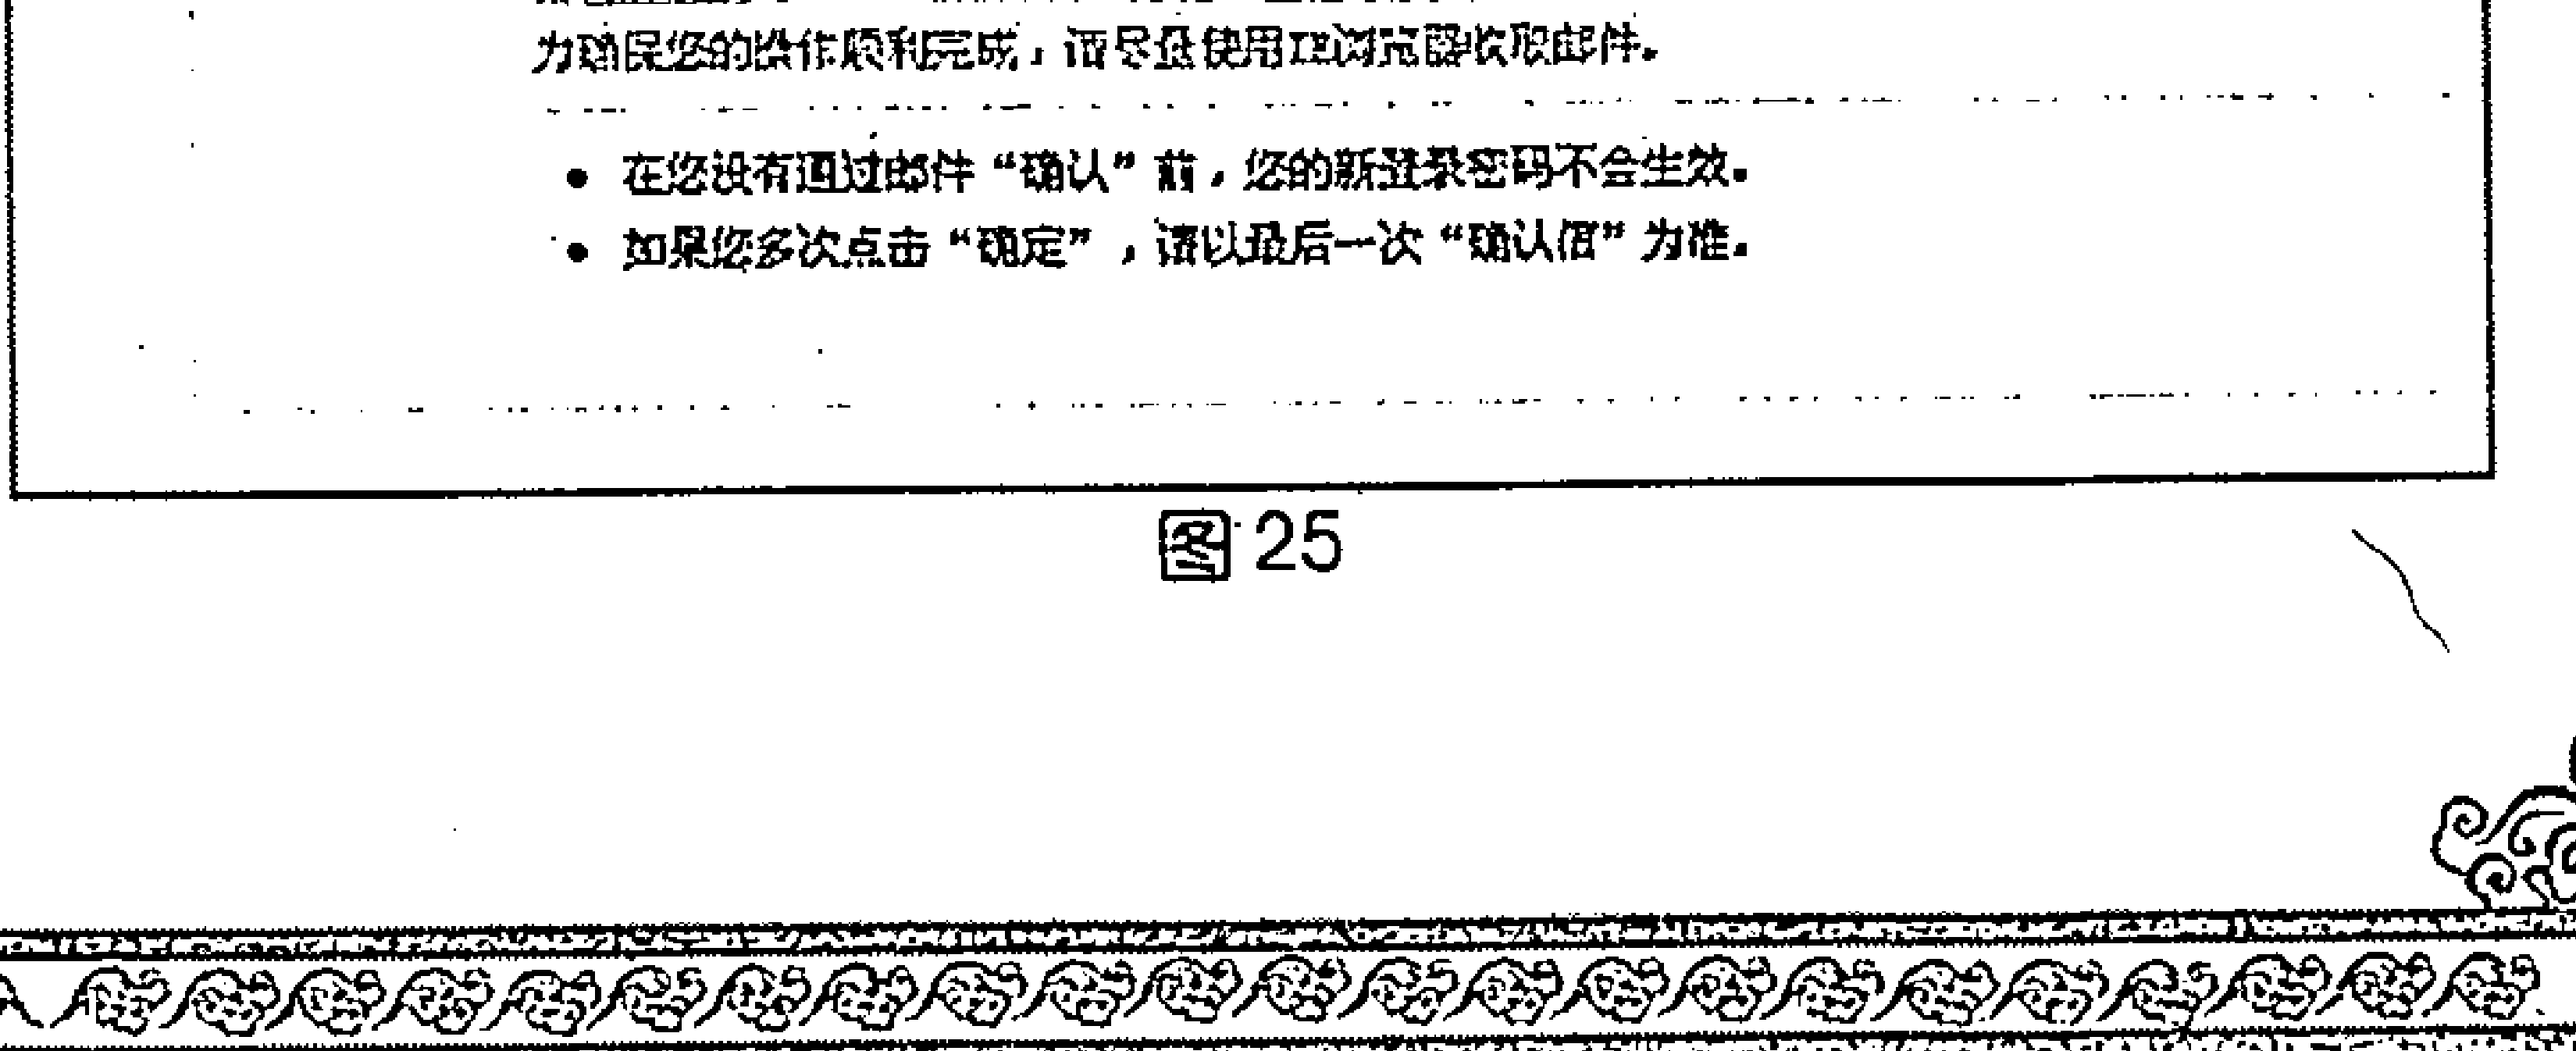 为确保您的操作顺利完成，请尽量使用IE浏览器收取邮件。
• 在您没有通过邮件“确认”前，您的新登录密码不会生效。
• 如果您多次点击“确定”，请以最后一次“确认信”为准。
图 25